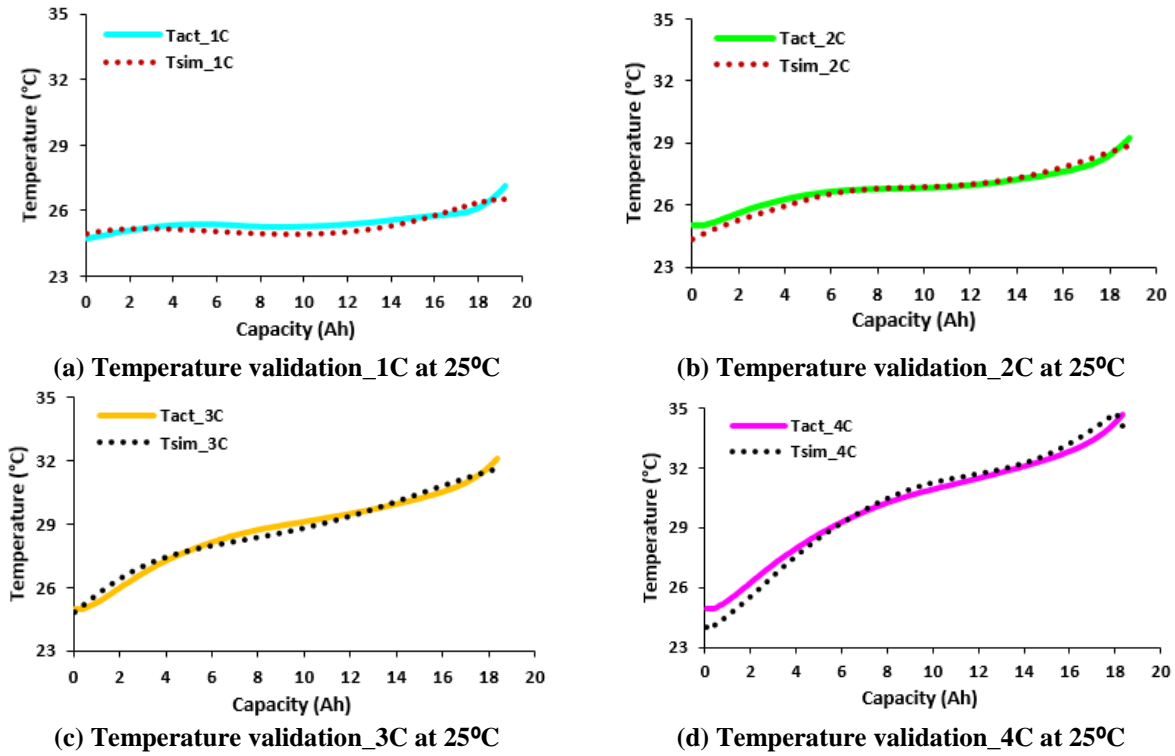 35
32
29
26
23
Temperature (°C)
Tact_1C
Tsim_1C
0 2 4 6 8 10 12 14 16 18 20
Capacity (Ah)
(a) Temperature validation_1C at 25⁰C
35
32
29
26
23
Temperature (°C)
Tact_2C
Tsim_2C
0 2 4 6 8 10 12 14 16 18 20
Capacity (Ah)
(b) Temperature validation_2C at 25⁰C
35
32
29
26
23
Temperature (°C)
Tact_3C
Tsim_3C
0 2 4 6 8 10 12 14 16 18 20
Capacity (Ah)
(c) Temperature validation_3C at 25⁰C
35
32
29
26
23
Temperature (°C)
Tact_4C
Tsim_4C
0 2 4 6 8 10 12 14 16 18 20
Capacity (Ah)
(d) Temperature validation_4C at 25⁰C